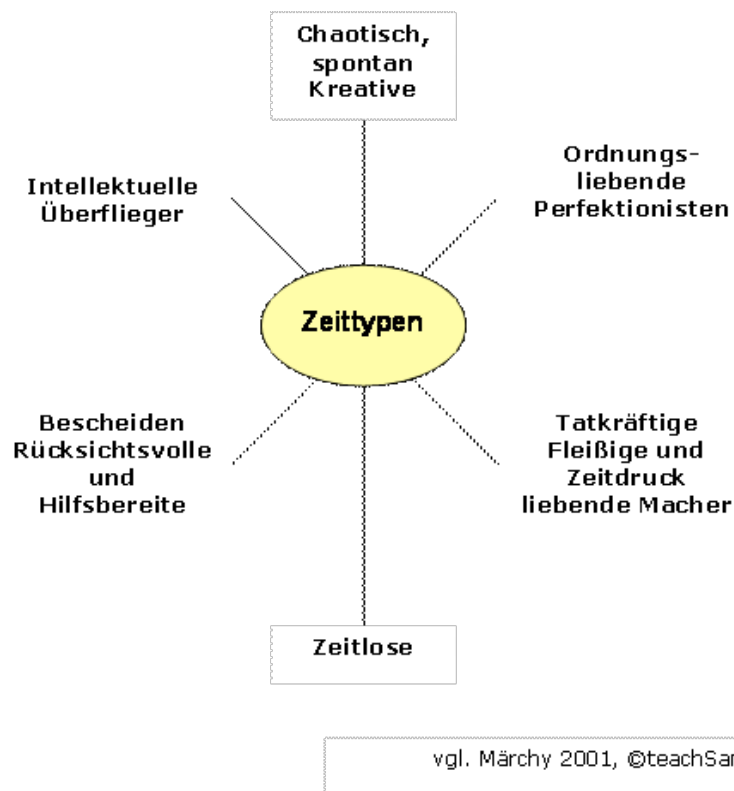 Chaotisch,
spontan
Kreative
Intellektuelle
Überflieger
Ordnungs-
liebende
Perfektionisten
Zeittypen
Bescheiden
Rücksichtsvolle
und
Hilfsbereite
Tatkräftige
Fleißige und
Zeitdruck
liebende Macher
Zeitlose
vgl. Märchy 2001, ©teachSam